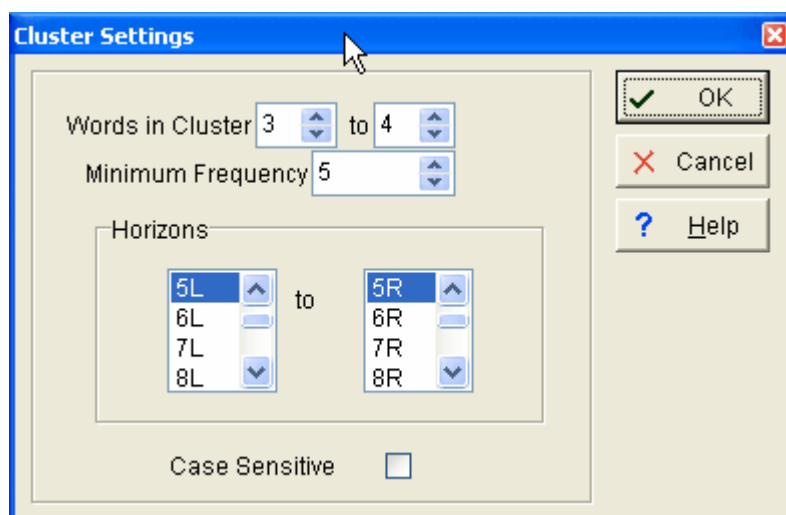 Cluster Settings
Words in Cluster 3 to 4
Minimum Frequency 5
Horizons
5L to 5R
6L 6R
7L 7R
8L 8R
Case Sensitive
OK
Cancel
? Help